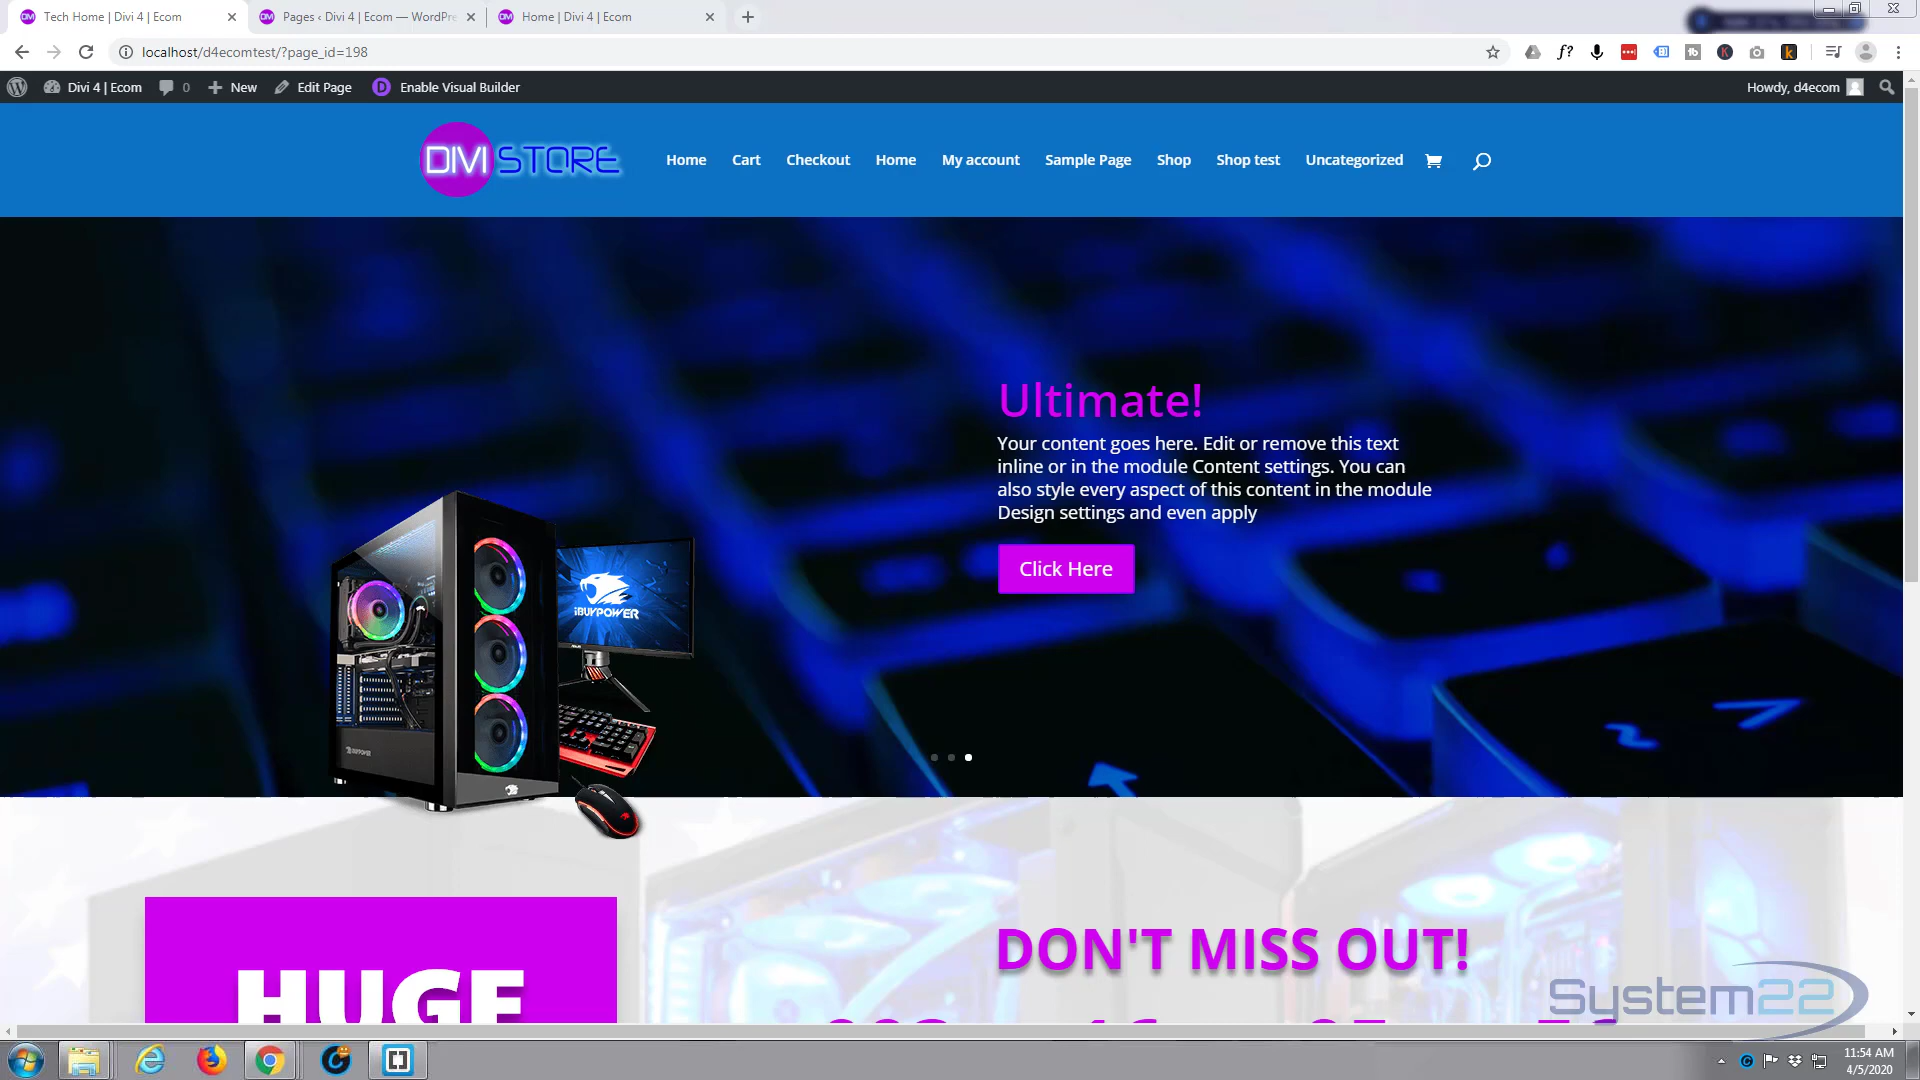 Tech Home | Divi 4 | Ecom
Pages ‹ Divi 4 | Ecom — WordPre
Home | Divi 4 | Ecom
localhost/d4ecomtest/?page_id=198
Divi 4 | Ecom
0
New
Edit Page
D
Enable Visual Builder
Howdy, d4ecom
DIVI STORE
Home
Cart
Checkout
Home
My account
Sample Page
Shop
Shop test
Uncategorized
Ultimate!
Your content goes here. Edit or remove this text
inline or in the module Content settings. You can
also style every aspect of this content in the module
Design settings and even apply
Click Here
iBUYPOWER
Z
HUGE
DON'T MISS OUT!
System22
11:54 AM
4/5/2020